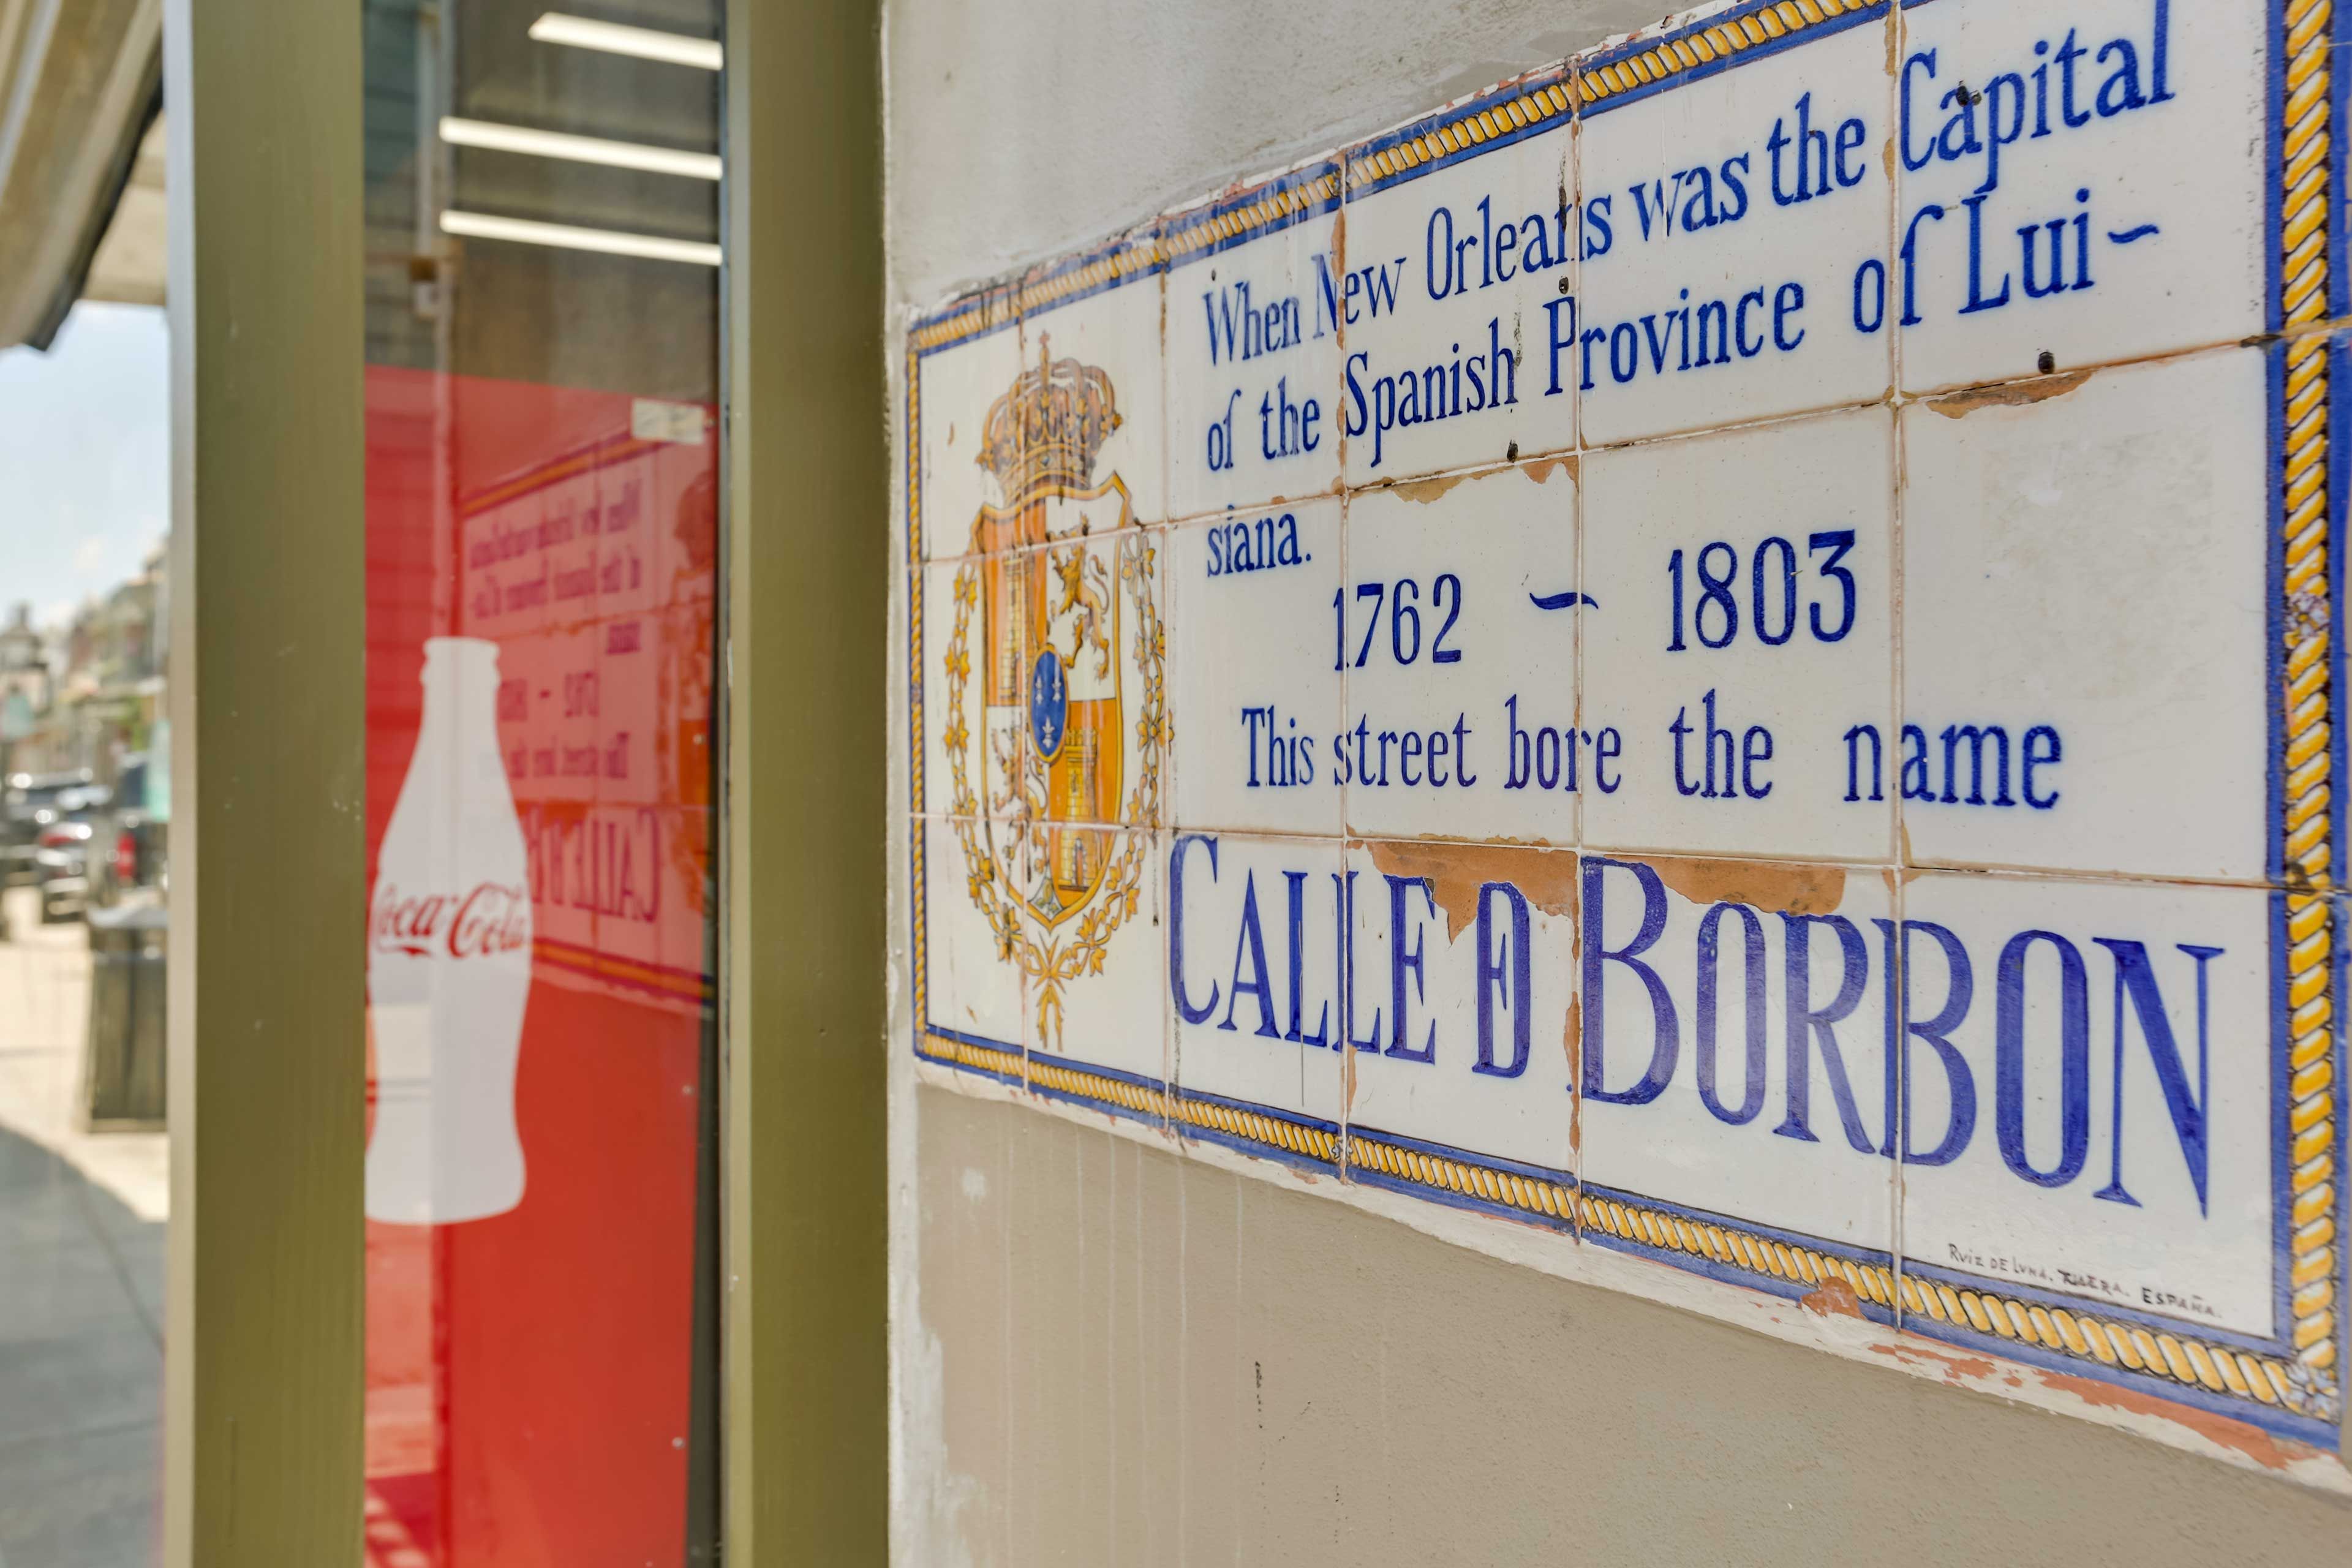 Coca-Cola
When New Orleans was the Capital
of the Spanish Province of Lui~
siana.
1762 ~ 1803
This street bore the name
CALLE D BORBON
RUIZ DE LUNA. TALAVERA. ESPAÑA.